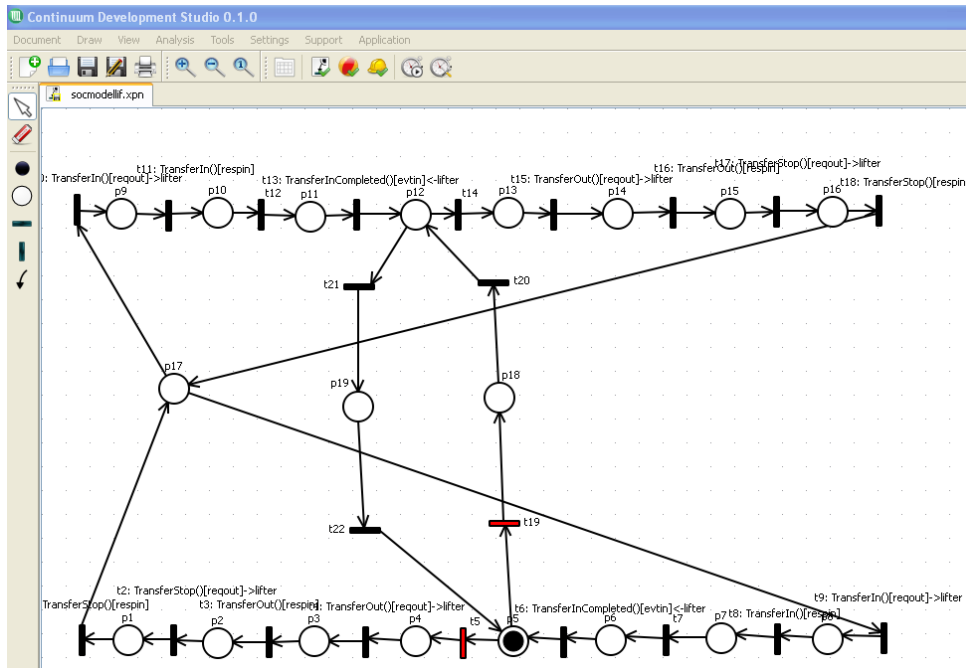 Continuum Development Studio 0.1.0
Document Draw View Analysis Tools Settings Support Application
socmodellif.xpn
t17: TransferStop()[reqout]->lifter
t11: TransferIn()[respin]
t16: TransferOut()[respin]
0: TransferIn()[reqout]->lifter
t13: TransferInCompleted()[evtin]<-lifter
t15: TransferOut()[reqout]->lifter
t18: TransferStop()[respin
p9 p10 t12 p11 p12 t14 p13 p14 p15 p16
t21 t20
p17
p19 p18
t22 t19
t2: TransferStop()[reqout]->lifter
t9: TransferIn()[reqout]->lifter
TransferStop()[respin]
t3: TransferOut()[respin]
TransferOut()[reqout]->lifter
t6: TransferInCompleted()[evtin]<-lifter
t8: TransferIn()[respin]
p1 p2 p3 p4 t5 p5 p6 t7 p7 p8